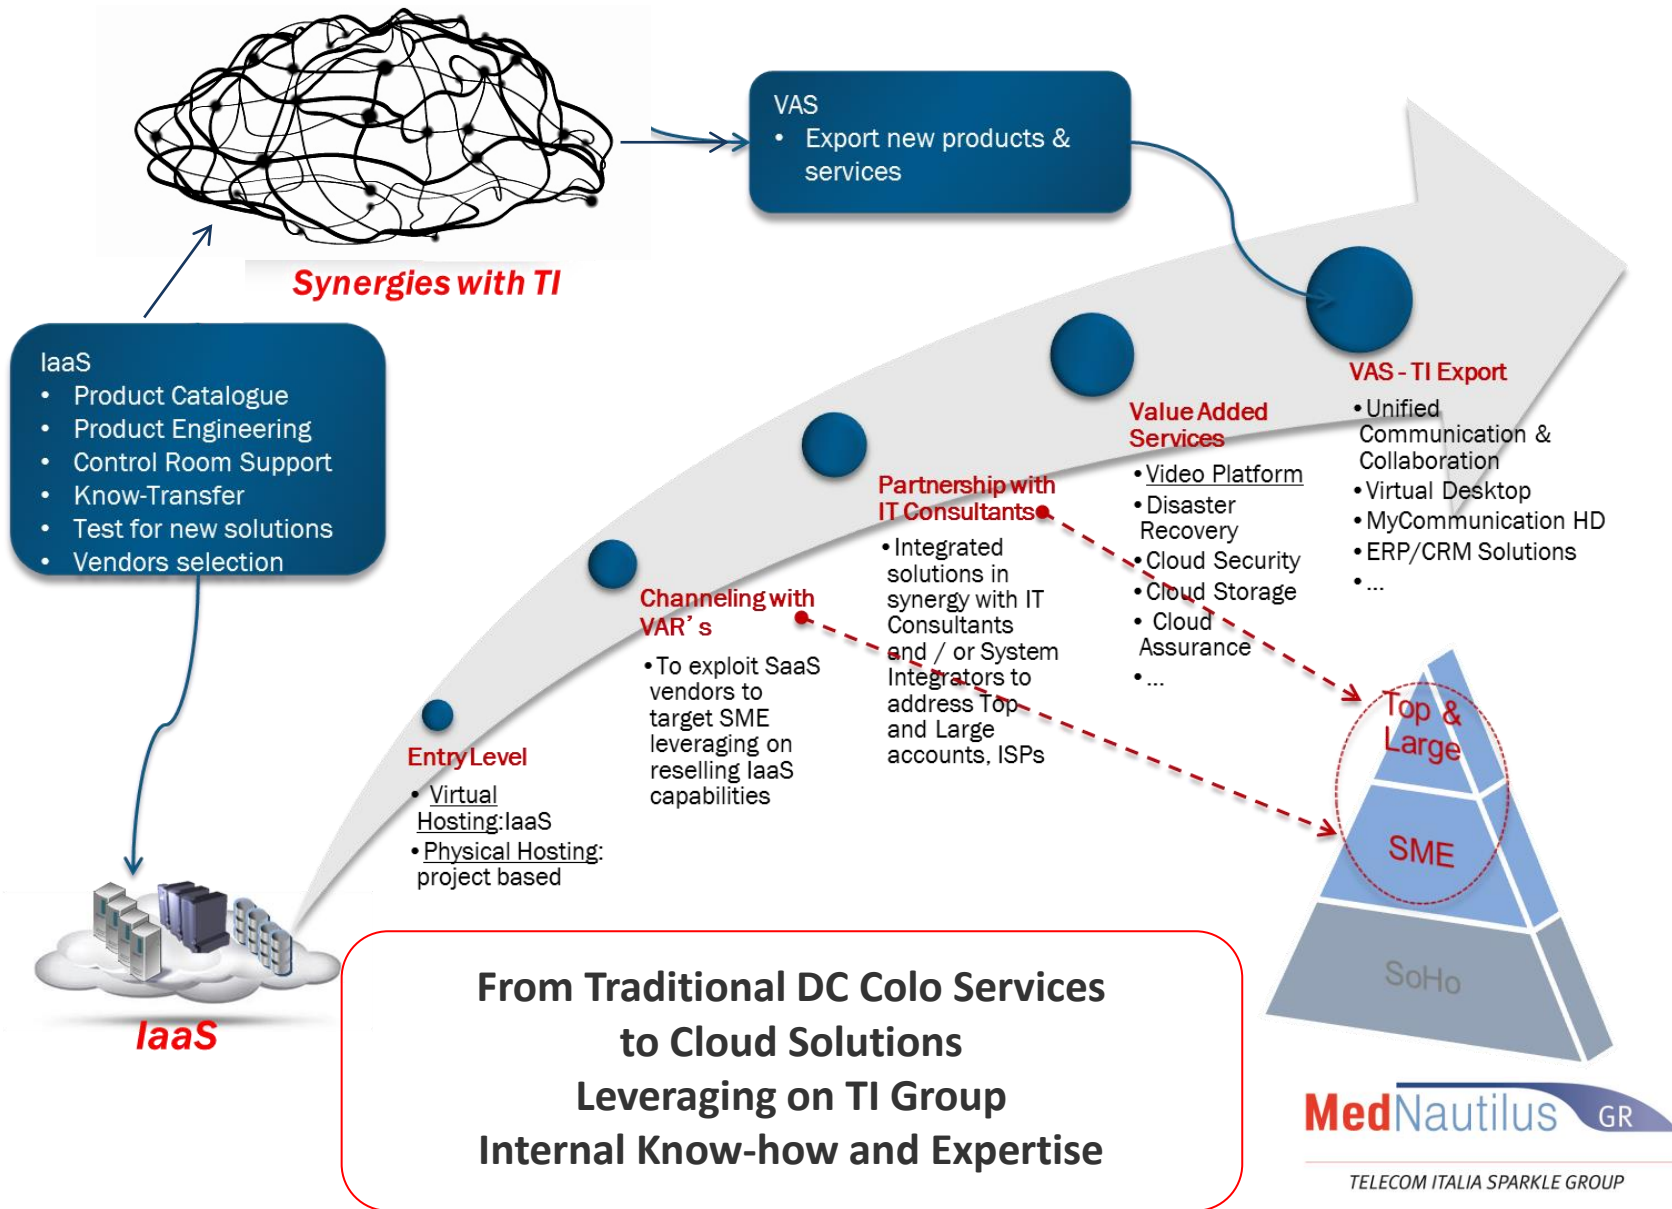 VAS
• Export new products &
services
Synergies with TI
IaaS
• Product Catalogue
• Product Engineering
• Control Room Support
• Know-Transfer
• Test for new solutions
• Vendors selection
VAS - TI Export
•Unified
Communication &
Collaboration
•Virtual Desktop
•MyCommunication HD
•ERP/CRM Solutions
•...
Value Added
Services
•Video Platform
•Disaster
Recovery
•Cloud Security
•Cloud Storage
• Cloud
Assurance
•...
Partnership with
IT Consultants
•Integrated
solutions in
synergy with IT
Consultants
and / or System
Integrators to
address Top
and Large
accounts, ISPs
Channeling with
VAR's
•To exploit SaaS
vendors to
target SME
leveraging on
reselling IaaS
capabilities
Entry Level
• Virtual
Hosting:IaaS
•Physical Hosting:
project based
Top &
Large
SME
SoHo
IaaS
From Traditional DC Colo Services
to Cloud Solutions
Leveraging on TI Group
Internal Know-how and Expertise
MedNautilus GR
TELECOM ITALIA SPARKLE GROUP